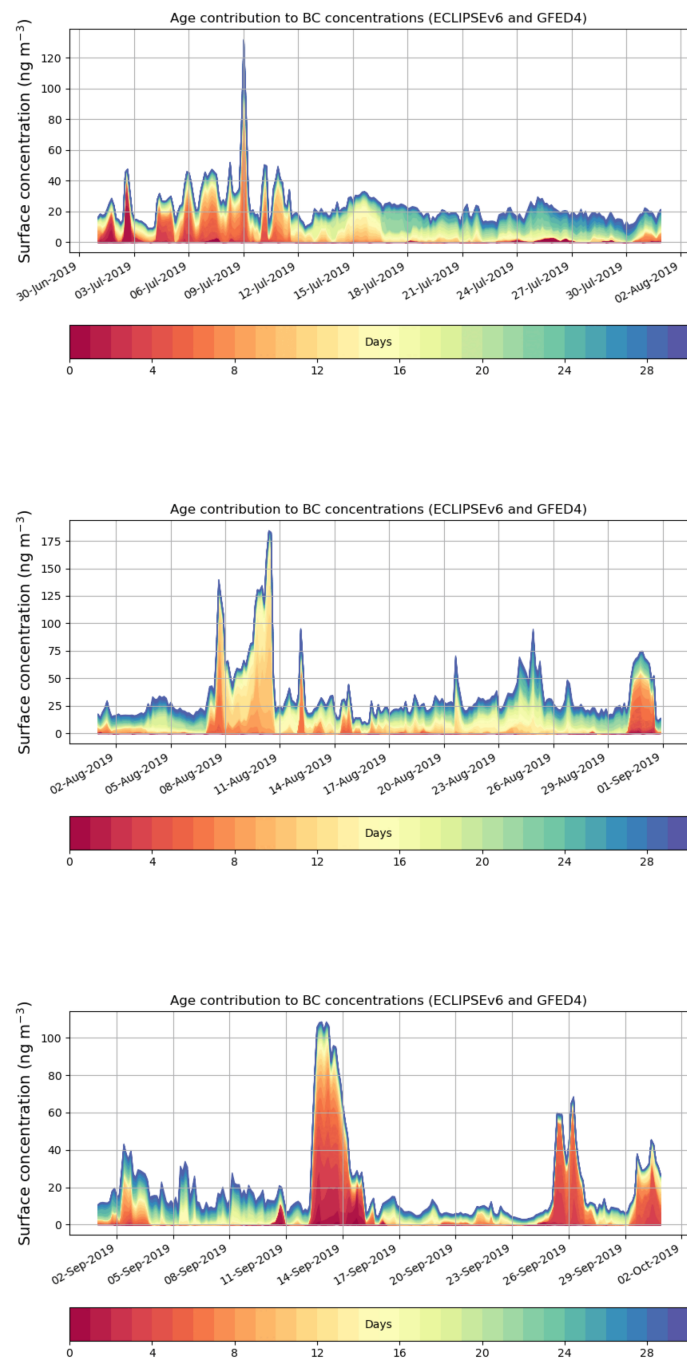 Age contribution to BC concentrations (ECLIPSEv6 and GFED4)
Surface concentration (ng m⁻³)
120
100
80
60
40
20
0
30-Jun-2019 03-Jul-2019 06-Jul-2019 09-Jul-2019 12-Jul-2019 15-Jul-2019 18-Jul-2019 21-Jul-2019 24-Jul-2019 27-Jul-2019 30-Jul-2019 02-Aug-2019
Days
0 4 8 12 16 20 24 28
Age contribution to BC concentrations (ECLIPSEv6 and GFED4)
Surface concentration (ng m⁻³)
175
150
125
100
75
50
25
0
02-Aug-2019 05-Aug-2019 08-Aug-2019 11-Aug-2019 14-Aug-2019 17-Aug-2019 20-Aug-2019 23-Aug-2019 26-Aug-2019 29-Aug-2019 01-Sep-2019
Days
0 4 8 12 16 20 24 28
Age contribution to BC concentrations (ECLIPSEv6 and GFED4)
Surface concentration (ng m⁻³)
100
80
60
40
20
0
02-Sep-2019 05-Sep-2019 08-Sep-2019 11-Sep-2019 14-Sep-2019 17-Sep-2019 20-Sep-2019 23-Sep-2019 26-Sep-2019 29-Sep-2019 02-Oct-2019
Days
0 4 8 12 16 20 24 28